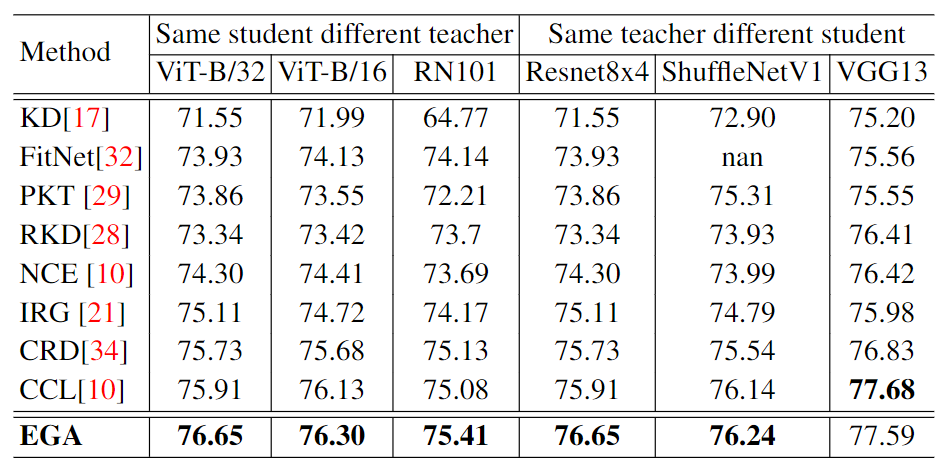 Method Same student different teacher Same teacher different student
ViT-B/32 ViT-B/16 RN101 Resnet8x4 ShuffleNetV1 VGG13
KD[17] 71.55 71.99 64.77 71.55 72.90 75.20
FitNet[32] 73.93 74.13 74.14 73.93 nan 75.56
PKT [29] 73.86 73.55 72.21 73.86 75.31 75.55
RKD[28] 73.34 73.42 73.7 73.34 73.93 76.41
NCE [10] 74.30 74.41 73.69 74.30 73.99 76.42
IRG [21] 75.11 74.72 74.17 75.11 74.79 75.98
CRD[34] 75.73 75.68 75.13 75.73 75.54 76.83
CCL[10] 75.91 76.13 75.08 75.91 76.14 77.68
EGA 76.65 76.30 75.41 76.65 76.24 77.59